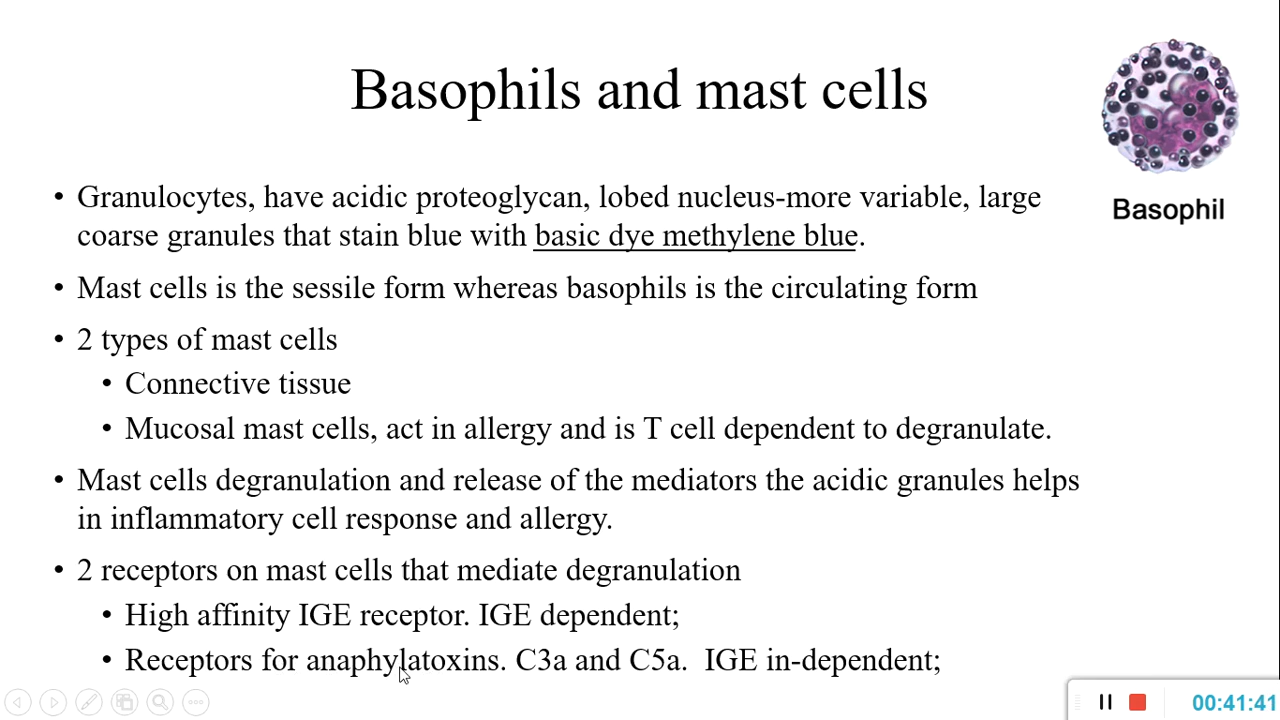 Basophils and mast cells
• Granulocytes, have acidic proteoglycan, lobed nucleus-more variable, large
coarse granules that stain blue with basic dye methylene blue.
• Mast cells is the sessile form whereas basophils is the circulating form
• 2 types of mast cells
• Connective tissue
• Mucosal mast cells, act in allergy and is T cell dependent to degranulate.
• Mast cells degranulation and release of the mediators the acidic granules helps
in inflammatory cell response and allergy.
• 2 receptors on mast cells that mediate degranulation
• High affinity IGE receptor. IGE dependent;
• Receptors for anaphylatoxins. C3a and C5a.  IGE in-dependent;
Basophil
00:41:41